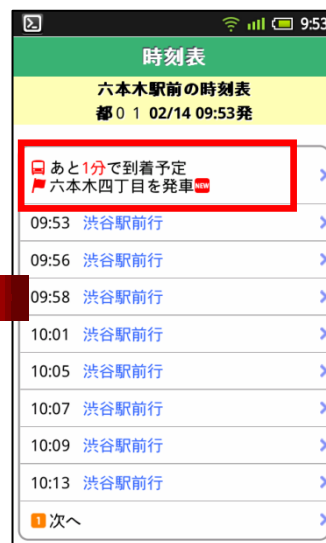 9:53
時刻表
六本木駅前の時刻表
都01 02/14 09:53発
あと1分で到着予定
六本木四丁目を発車NEW
09:53 渋谷駅前行
09:56 渋谷駅前行
09:58 渋谷駅前行
10:01 渋谷駅前行
10:05 渋谷駅前行
10:07 渋谷駅前行
10:09 渋谷駅前行
10:13 渋谷駅前行
1次へ